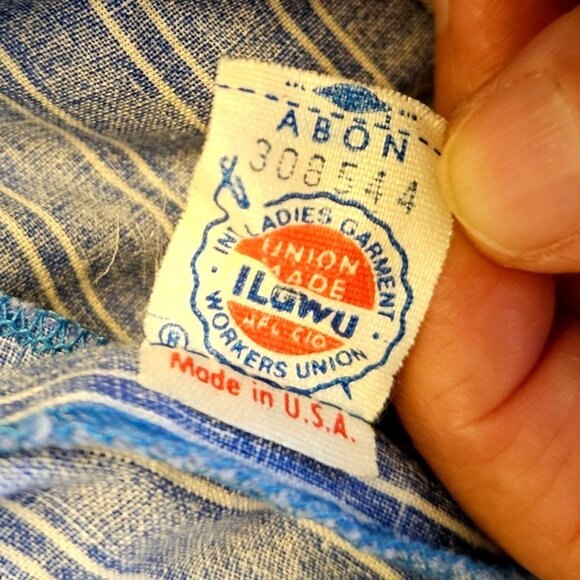 ABON
308544
INT LADIES GARMENT
UNION
MADE
ILGWU
AFL-CIO
WORKERS UNION
®
Made in U.S.A.